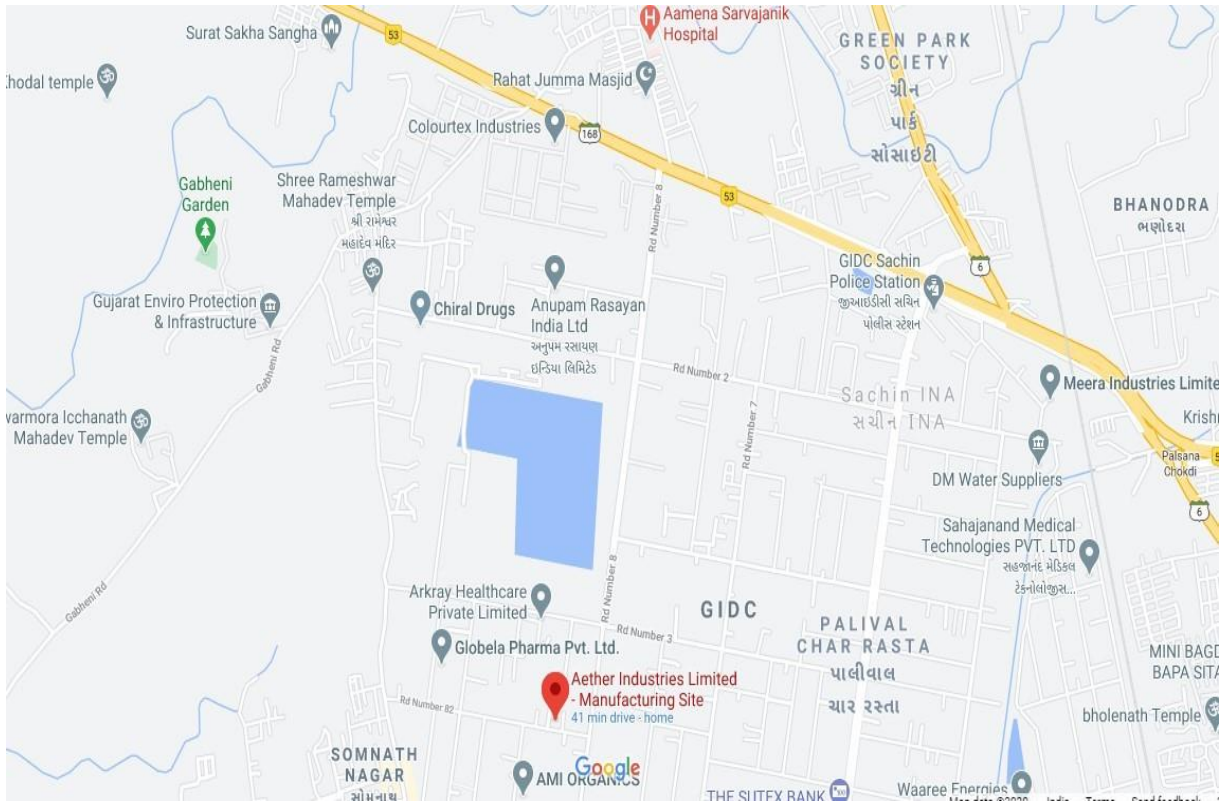 Surat Sakha Sangha
53
Aamena Sarvajanik
Hospital
GREEN PARK
SOCIETY
ગ્રીન
પાર્ક
સોસાઇટી
Khodal temple
Rahat Jumma Masjid
Colourtex Industries
168
Gabheni
Garden
Shree Rameshwar
Mahadev Temple
શ્રી રામેશ્વર
મહાદેવ મંદિર
53
Rd Number 8
BHANODRA
ભણોદરા
GIDC Sachin
Police Station
જીઆઇડીસી સચિન
પોલીસ સ્ટેશન
6
Gujarat Enviro Protection
& Infrastructure
Chiral Drugs
Anupam Rasayan
India Ltd
અનુપમ રસાયણ
ઇન્ડિયા લિમિટેડ
Gabheni Rd
Rd Number 2
Rd Number 7
Sachin INA
સચીન INA
Meera Industries Limite
Krishn
varmora Icchanath
Mahadev Temple
DM Water Suppliers
Palsana
Chokdi
5
6
Sahajanand Medical
Technologies PVT. LTD
સહજાનંદ મેડિકલ
ટેકનોલોજીસ...
Rd Number 8
Gabheni Rd
Arkray Healthcare
Private Limited
Rd Number 3
GIDC
PALIVAL
CHAR RASTA
પાલીવાલ
ચાર રસ્તા
Globela Pharma Pvt. Ltd.
MINI BAGD
BAPA SITA
Aether Industries Limited
- Manufacturing Site
41 min drive - home
Rd Number 82
bholenath Temple
SOMNATH
NAGAR
સોમનાથ
Google
AMI ORGANICS
THE SUTEX BANK
Waaree Energies